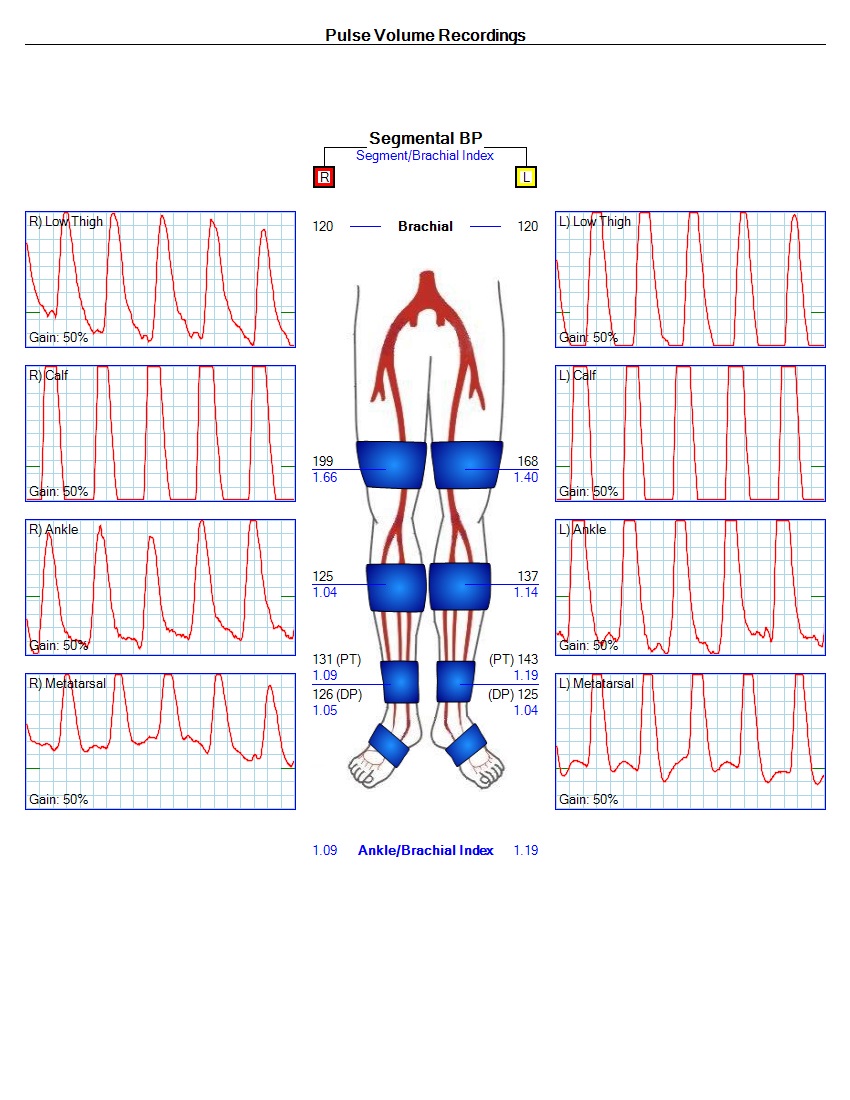 Pulse Volume Recordings
Segmental BP
Segment/Brachial Index
R
L
120 Brachial 120
R) Low Thigh
Gain: 50%
L) Low Thigh
Gain: 50%
R) Calf
Gain: 50%
L) Calf
Gain: 50%
199
1.66
168
1.40
R) Ankle
Gain: 50%
L) Ankle
Gain: 50%
125
1.04
137
1.14
R) Metatarsal
Gain: 50%
L) Metatarsal
Gain: 50%
131 (PT)
1.09
126 (DP)
1.05
(PT) 143
1.19
(DP) 125
1.04
1.09 Ankle/Brachial Index 1.19